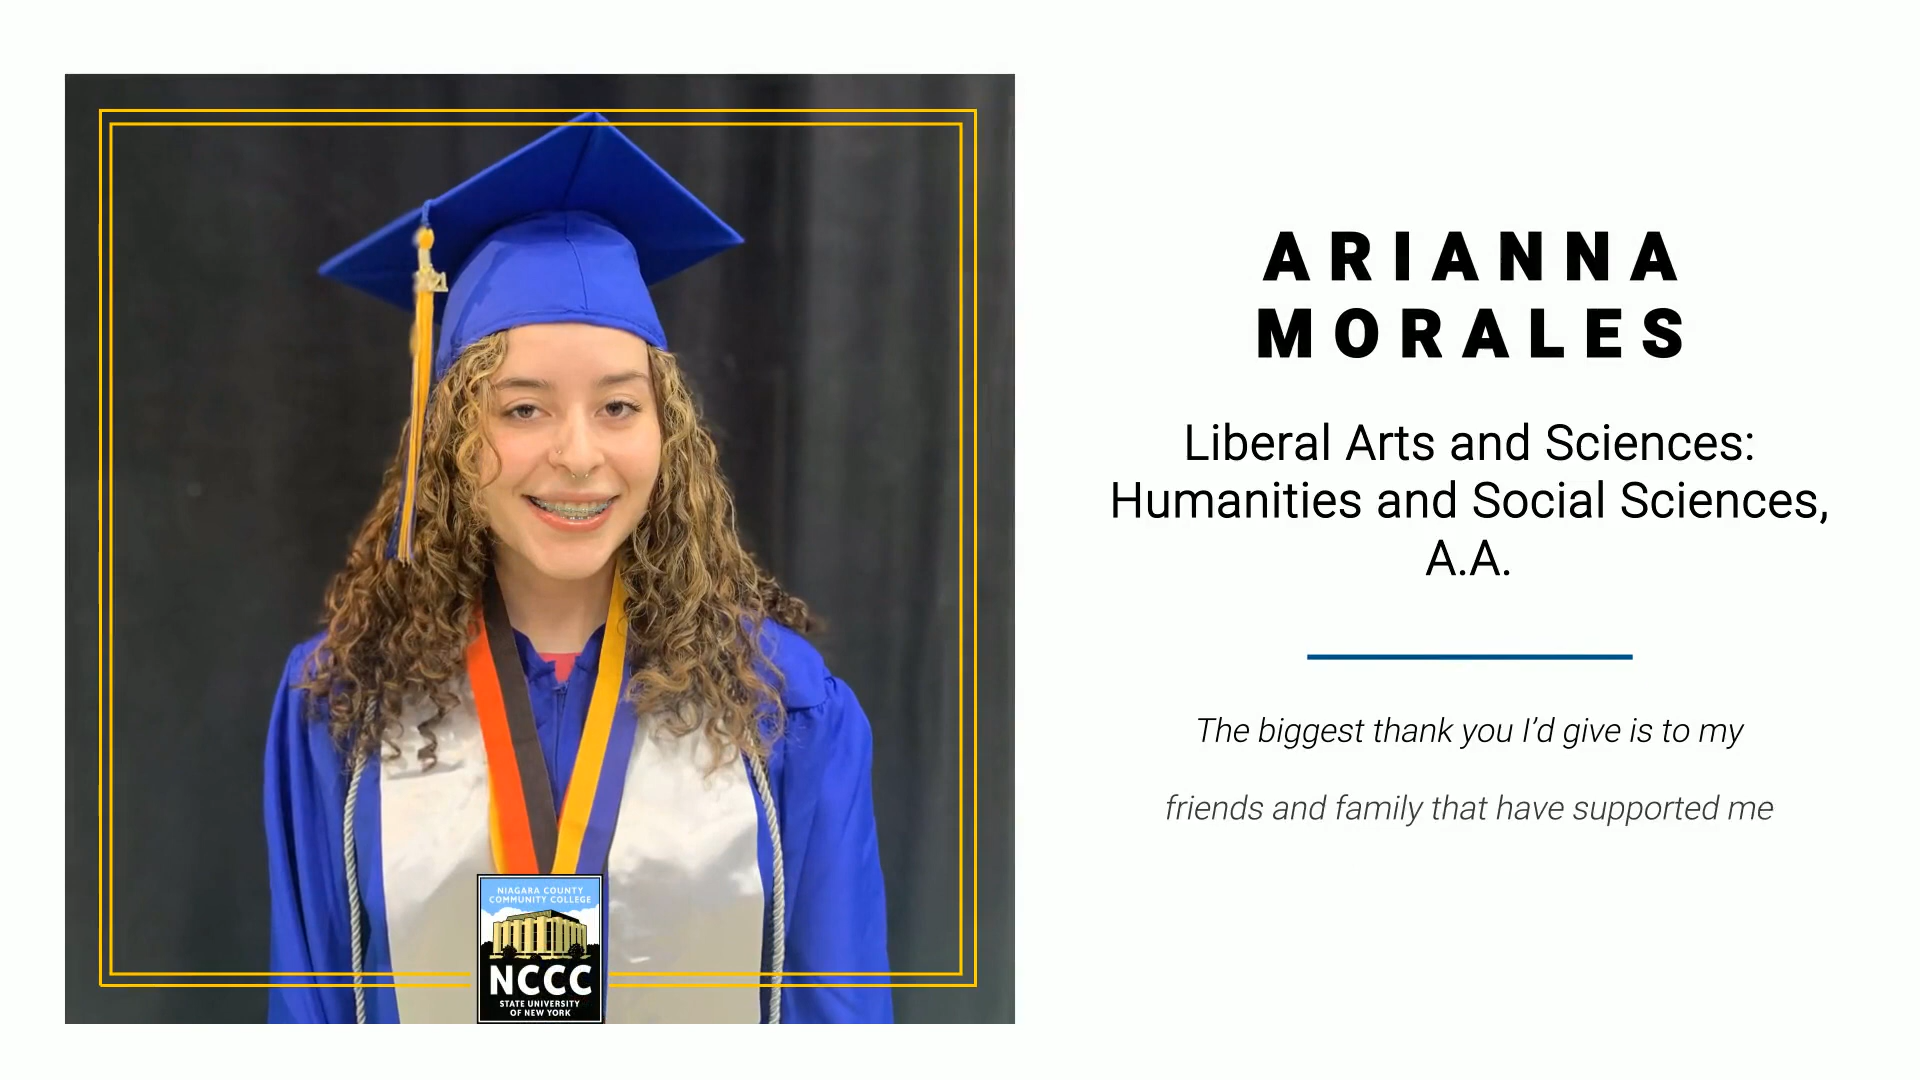 ARIANNA
MORALES
Liberal Arts and Sciences:
Humanities and Social Sciences,
A.A.
The biggest thank you I’d give is to my
friends and family that have supported me
NIAGARA COUNTY
COMMUNITY COLLEGE
NCCC
STATE UNIVERSITY
OF NEW YORK